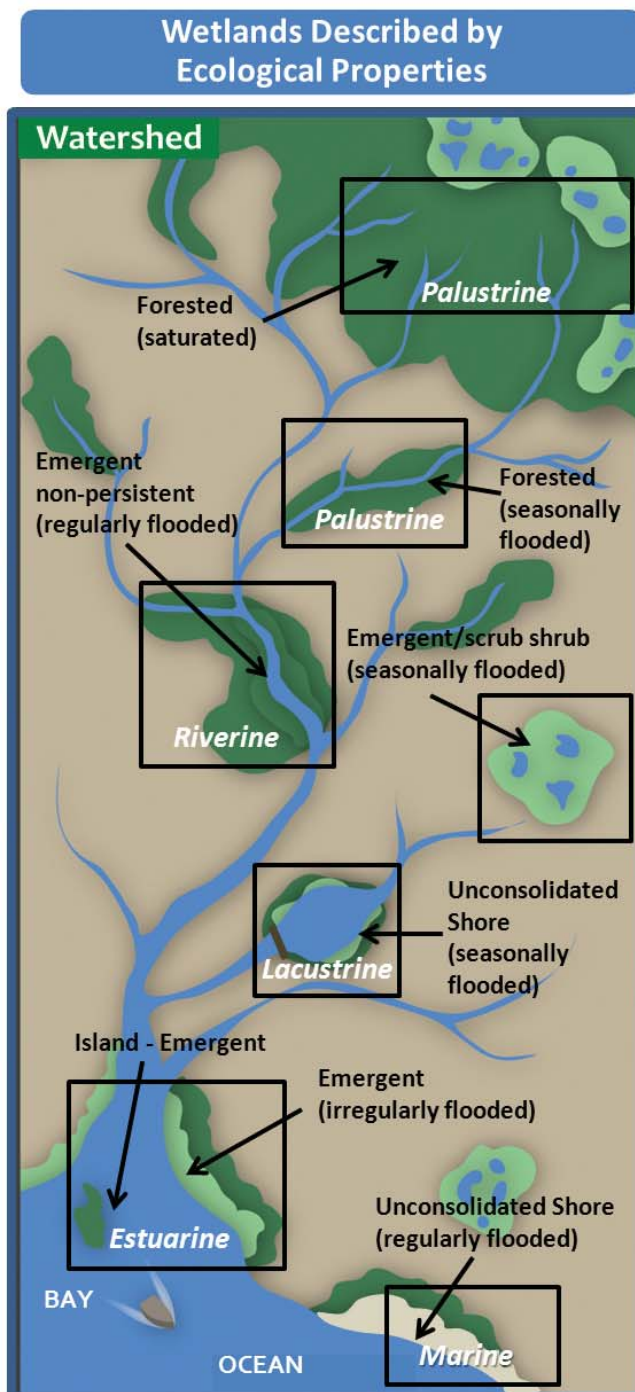 Wetlands Described by
Ecological Properties
Watershed
Palustrine
Forested
(saturated)
Emergent
non-persistent
(regularly flooded)
Palustrine
Forested
(seasonally
flooded)
Emergent/scrub shrub
(seasonally flooded)
Riverine
Unconsolidated
Shore
(seasonally
flooded)
Lacustrine
Island - Emergent
Emergent
(irregularly flooded)
Estuarine
Unconsolidated Shore
(regularly flooded)
BAY
Marine
OCEAN